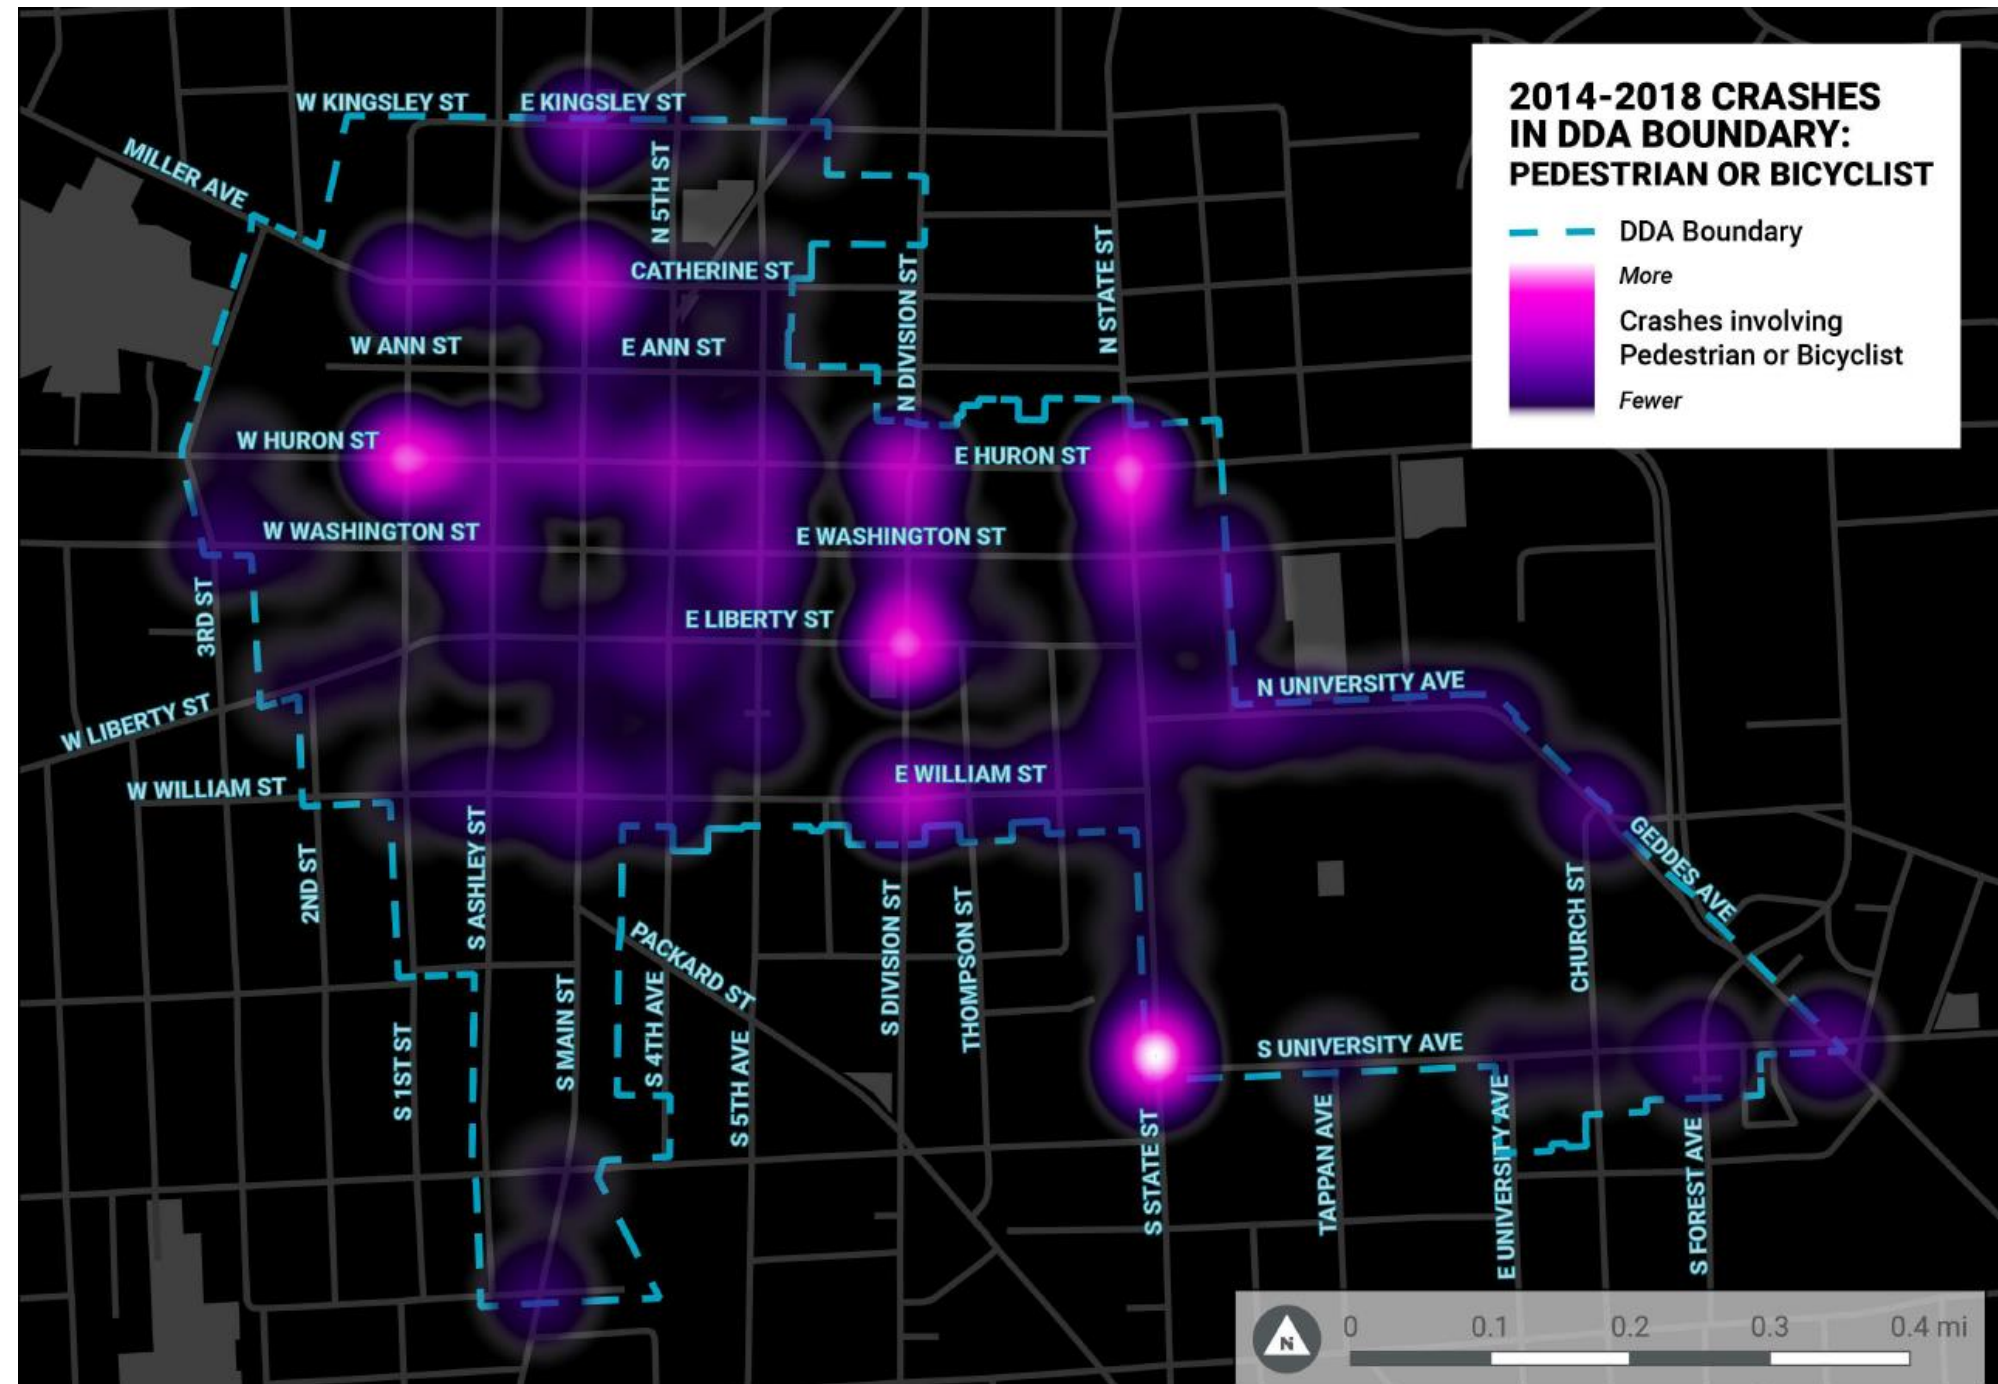 2014-2018 CRASHES
IN DDA BOUNDARY:
PEDESTRIAN OR BICYCLIST
DDA Boundary
More
Crashes involving
Pedestrian or Bicyclist
Fewer
W KINGSLEY ST
E KINGSLEY ST
MILLER AVE
N 5TH ST
CATHERINE ST
N DIVISION ST
N STATE ST
W ANN ST
E ANN ST
W HURON ST
E HURON ST
W WASHINGTON ST
E WASHINGTON ST
3RD ST
E LIBERTY ST
W LIBERTY ST
N UNIVERSITY AVE
W WILLIAM ST
E WILLIAM ST
2ND ST
S ASHLEY ST
GEDDES AVE
CHURCH ST
PACKARD ST
S DIVISION ST
THOMPSON ST
S MAIN ST
S 4TH AVE
S 1ST ST
S 5TH AVE
S UNIVERSITY AVE
S STATE ST
TAPPAN AVE
E UNIVERSITY AVE
S FOREST AVE
N
0 0.1 0.2 0.3 0.4 mi